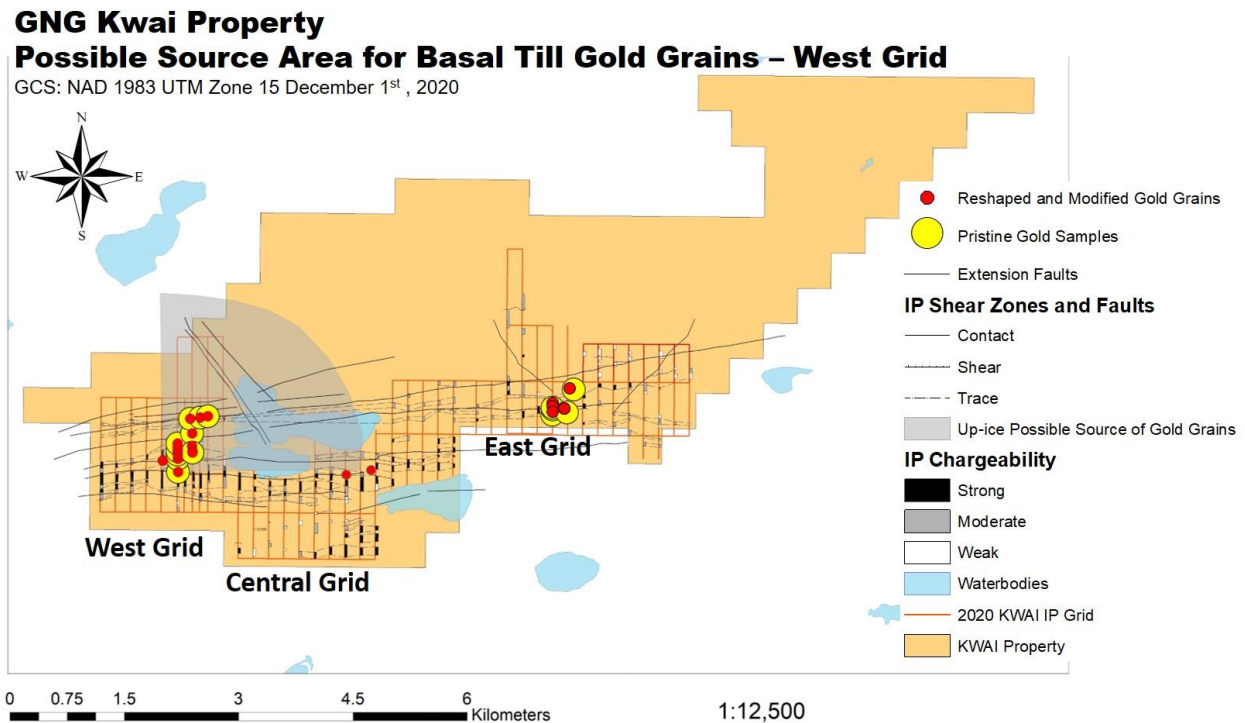 GNG Kwai Property
Possible Source Area for Basal Till Gold Grains – West Grid
GCS: NAD 1983 UTM Zone 15 December 1st , 2020
N
W
E
S
Reshaped and Modified Gold Grains
Pristine Gold Samples
Extension Faults
IP Shear Zones and Faults
Contact
Shear
Trace
Up-ice Possible Source of Gold Grains
IP Chargeability
Strong
Moderate
Weak
Waterbodies
2020 KWAI IP Grid
KWAI Property
East Grid
West Grid
Central Grid
0 0.75 1.5 3 4.5 6
Kilometers
1:12,500